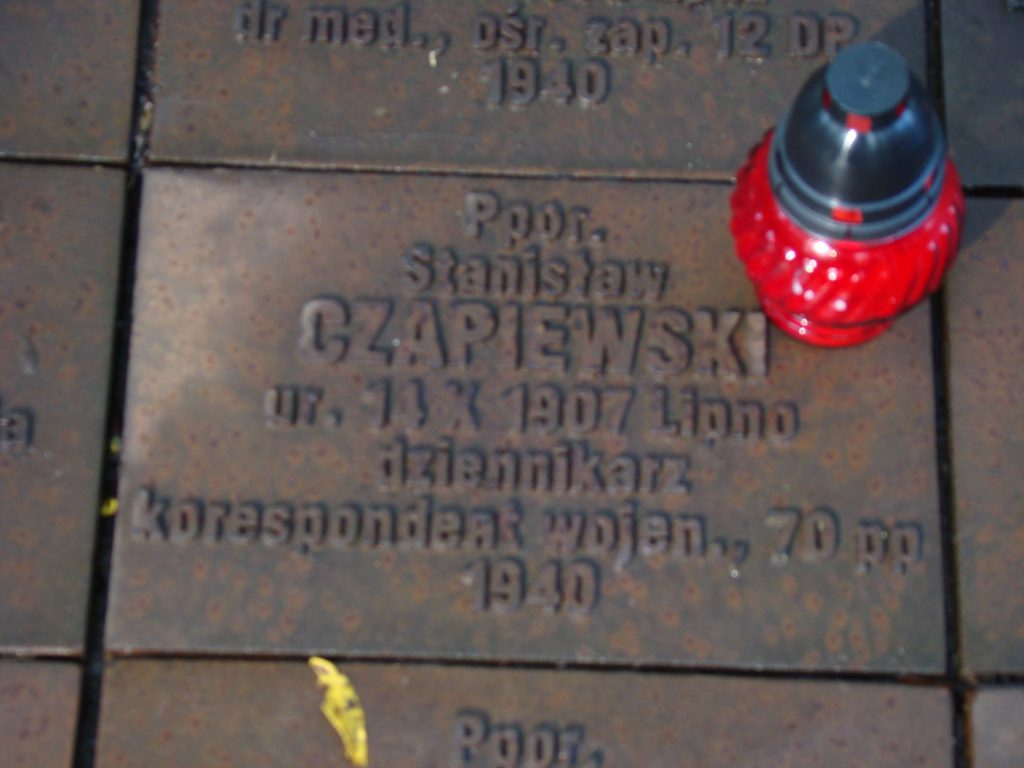 dr med., ośr. zap. 12 DP
1940
Ppor.
Stanisław
CZAPIEWSKI
ur. 14 X 1907 Lipno
dziennikarz
korespondent wojen., 70 pp
1940
Ppor.